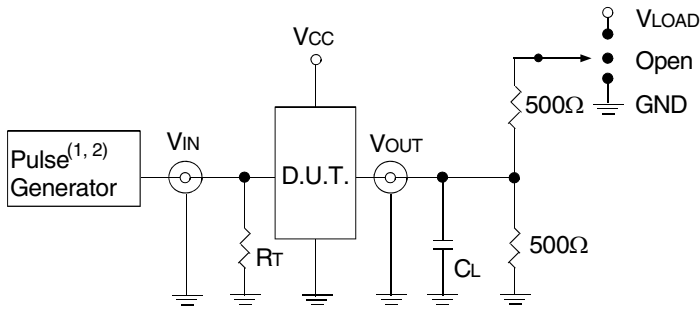 VLOAD
VCC
Open
500Ω
GND
Pulse(1, 2)
Generator
VIN
D.U.T.
VOUT
RT
CL
500Ω